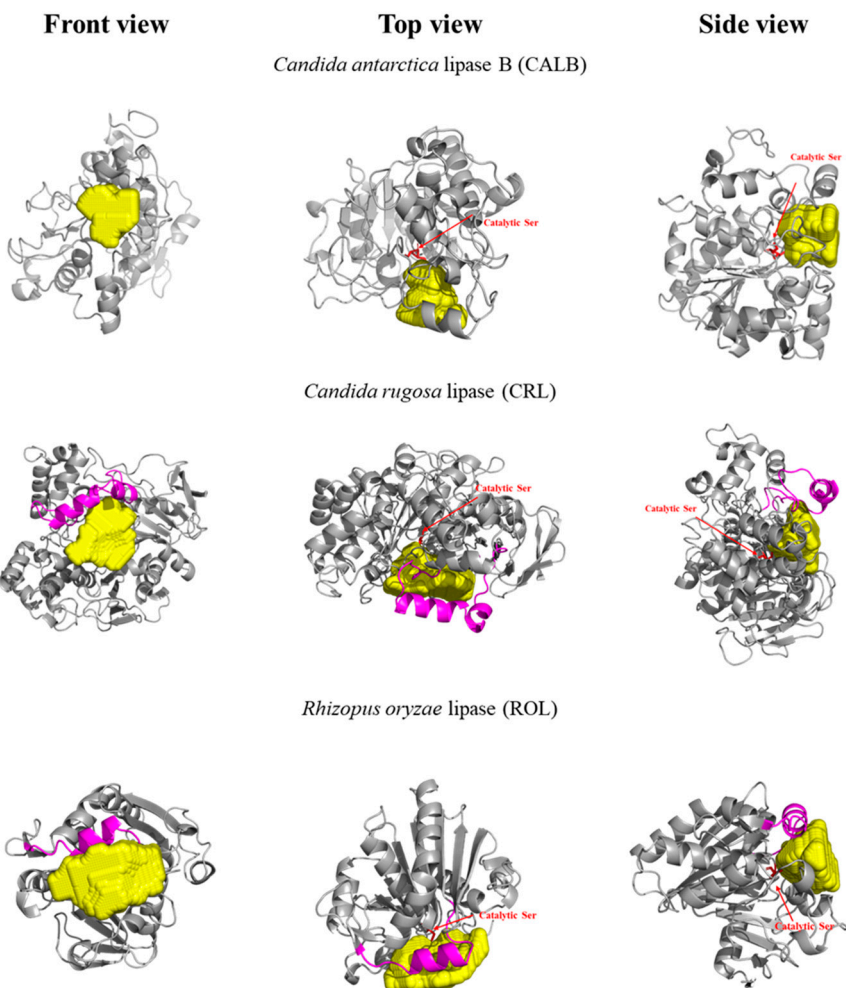 Front view Top view Side view
Candida antarctica lipase B (CALB)
Catalytic Ser
Catalytic Ser
Candida rugosa lipase (CRL)
Catalytic Ser
Catalytic Ser
Rhizopus oryzae lipase (ROL)
Catalytic Ser
Catalytic Ser